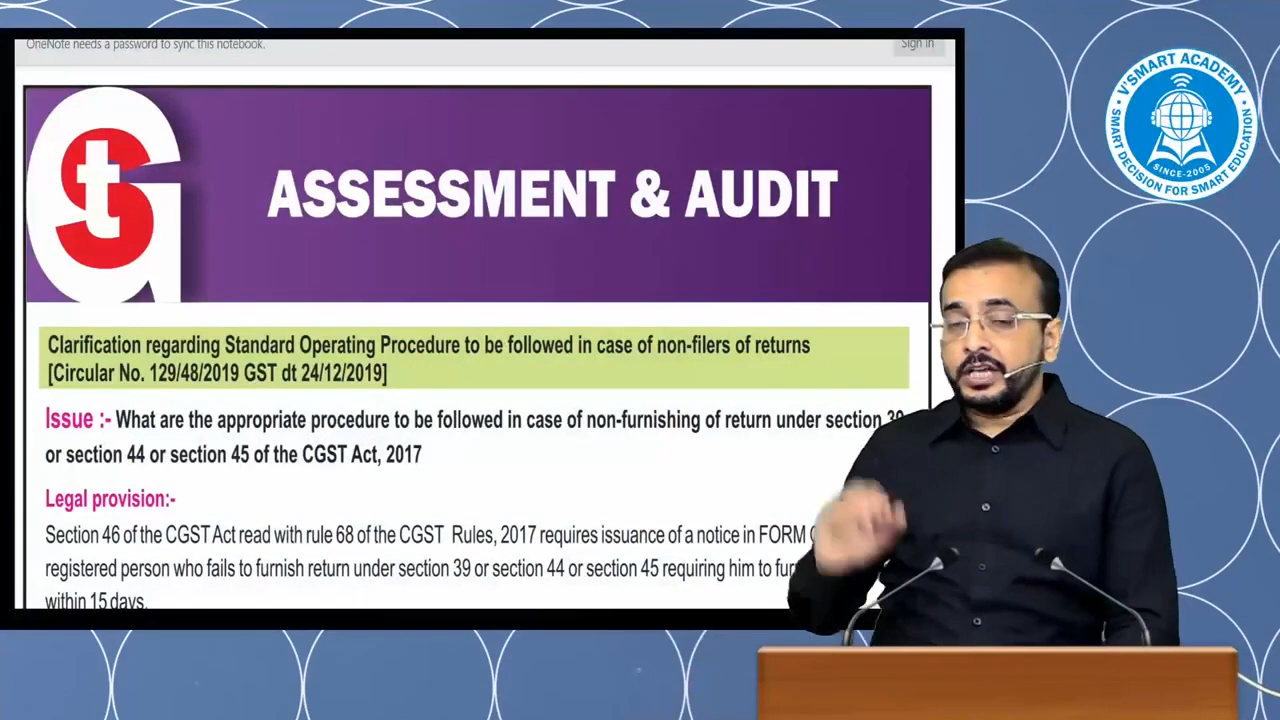 OneNote needs a password to sync this notebook.
Sign in
GST
ASSESSMENT & AUDIT
Clarification regarding Standard Operating Procedure to be followed in case of non-filers of returns
[Circular No. 129/48/2019 GST dt 24/12/2019]
Issue :- What are the appropriate procedure to be followed in case of non-furnishing of return under section
or section 44 or section 45 of the CGST Act, 2017
Legal provision:-
Section 46 of the CGST Act read with rule 68 of the CGST Rules, 2017 requires issuance of a notice in FORM
registered person who fails to furnish return under section 39 or section 44 or section 45 requiring him to
within 15 days.
V'SMART ACADEMY
SINCE-2005
SMART DECISION FOR SMART EDUCATION